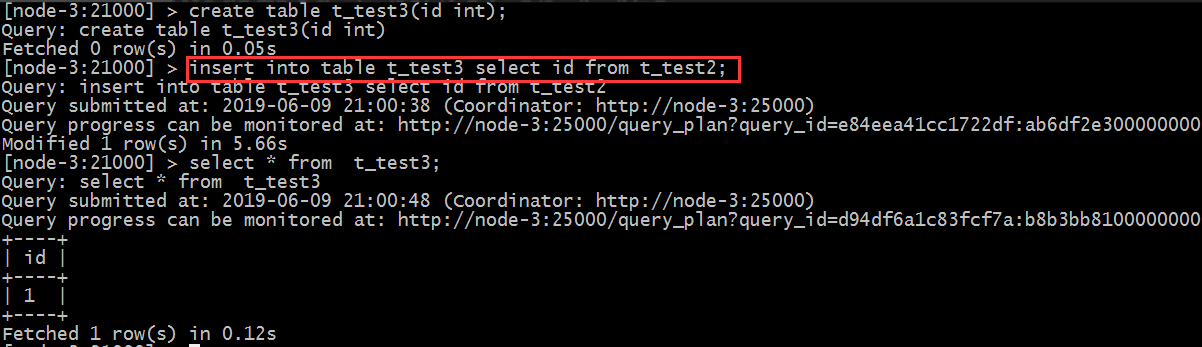 [node-3:21000] > create table t_test3(id int);
Query: create table t_test3(id int)
Fetched 0 row(s) in 0.05s
[node-3:21000] > insert into table t_test3 select id from t_test2;
Query: insert into table t_test3 select id from t_test2
Query submitted at: 2019-06-09 21:00:38 (Coordinator: http://node-3:25000)
Query progress can be monitored at: http://node-3:25000/query_plan?query_id=e84eea41cc1722df:ab6df2e300000000
Modified 1 row(s) in 5.66s
[node-3:21000] > select * from  t_test3;
Query: select * from  t_test3
Query submitted at: 2019-06-09 21:00:48 (Coordinator: http://node-3:25000)
Query progress can be monitored at: http://node-3:25000/query_plan?query_id=d94df6a1c83fcf7a:b8b3bb8100000000
+----+
| id |
+----+
| 1  |
+----+
Fetched 1 row(s) in 0.12s